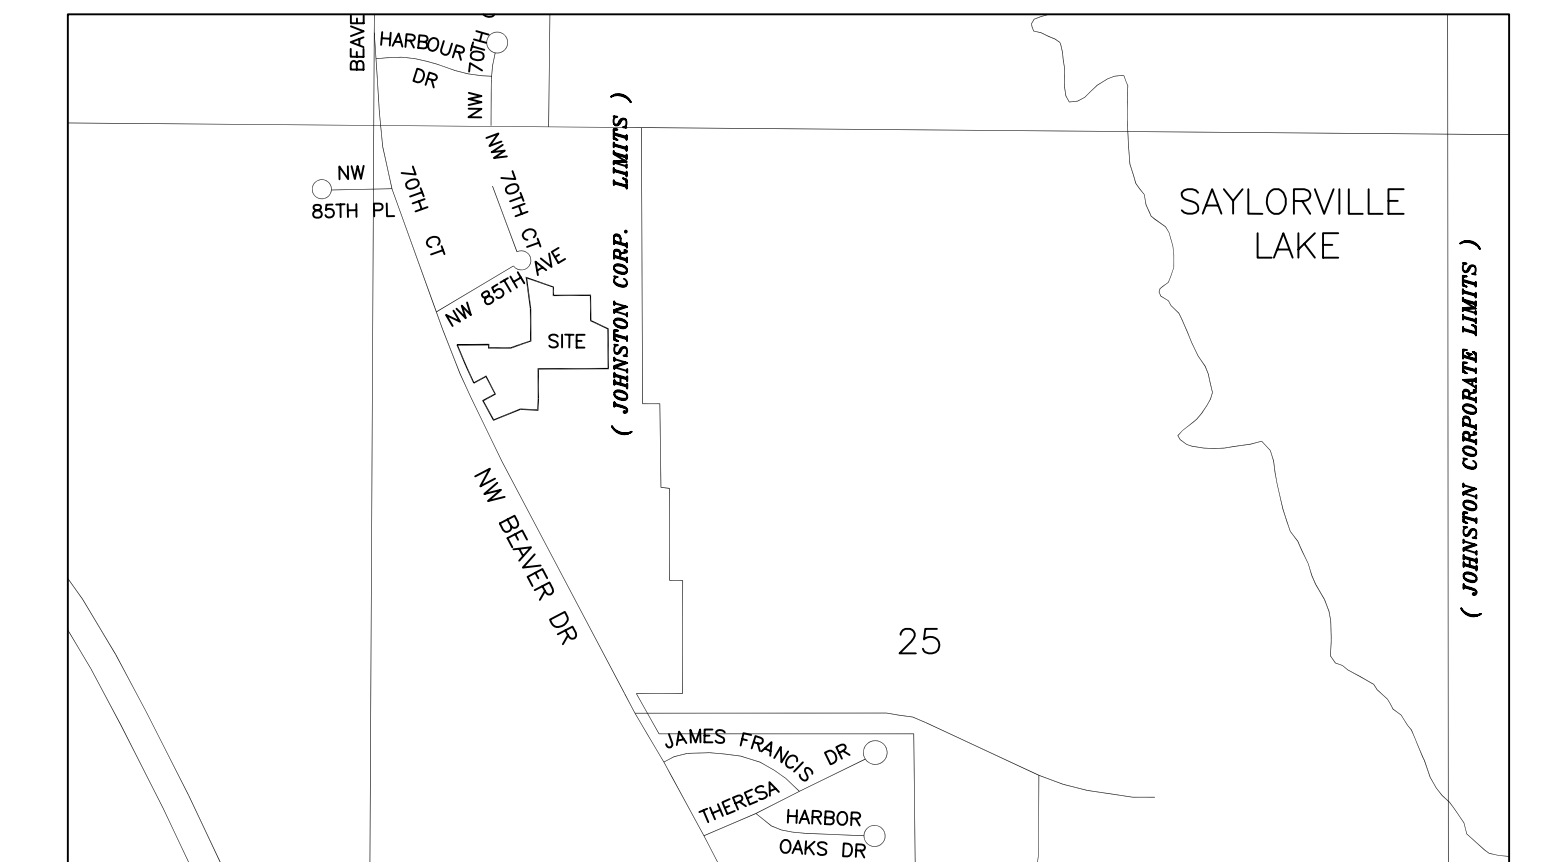 BEAVE
HARBOUR
DR
NW 70TH
NW
85TH PL
70TH CT
NW 70TH CT
NW 85TH AVE
SITE
( JOHNSTON CORP. LIMITS )
SAYLORVILLE
LAKE
( JOHNSTON CORPORATE LIMITS )
NW BEAVER DR
25
JAMES FRANCIS DR
THERESA
HARBOR
OAKS DR